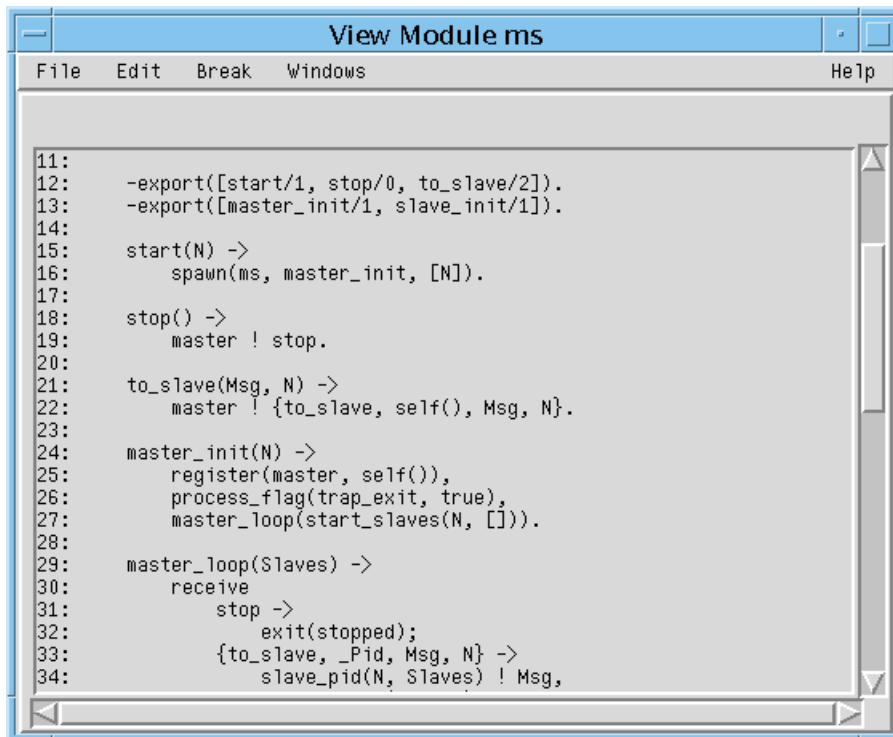 View Module ms
File Edit Break Windows Help
11:
12: -export([start/1, stop/0, to_slave/2]).
13: -export([master_init/1, slave_init/1]).
14:
15: start(N) ->
16: spawn(ms, master_init, [N]).
17:
18: stop() ->
19: master ! stop.
20:
21: to_slave(Msg, N) ->
22: master ! {to_slave, self(), Msg, N}.
23:
24: master_init(N) ->
25: register(master, self()),
26: process_flag(trap_exit, true),
27: master_loop(start_slaves(N, [])).
28:
29: master_loop(Slaves) ->
30: receive
31: stop ->
32: exit(stopped);
33: {to_slave, _Pid, Msg, N} ->
34: slave_pid(N, Slaves) ! Msg,